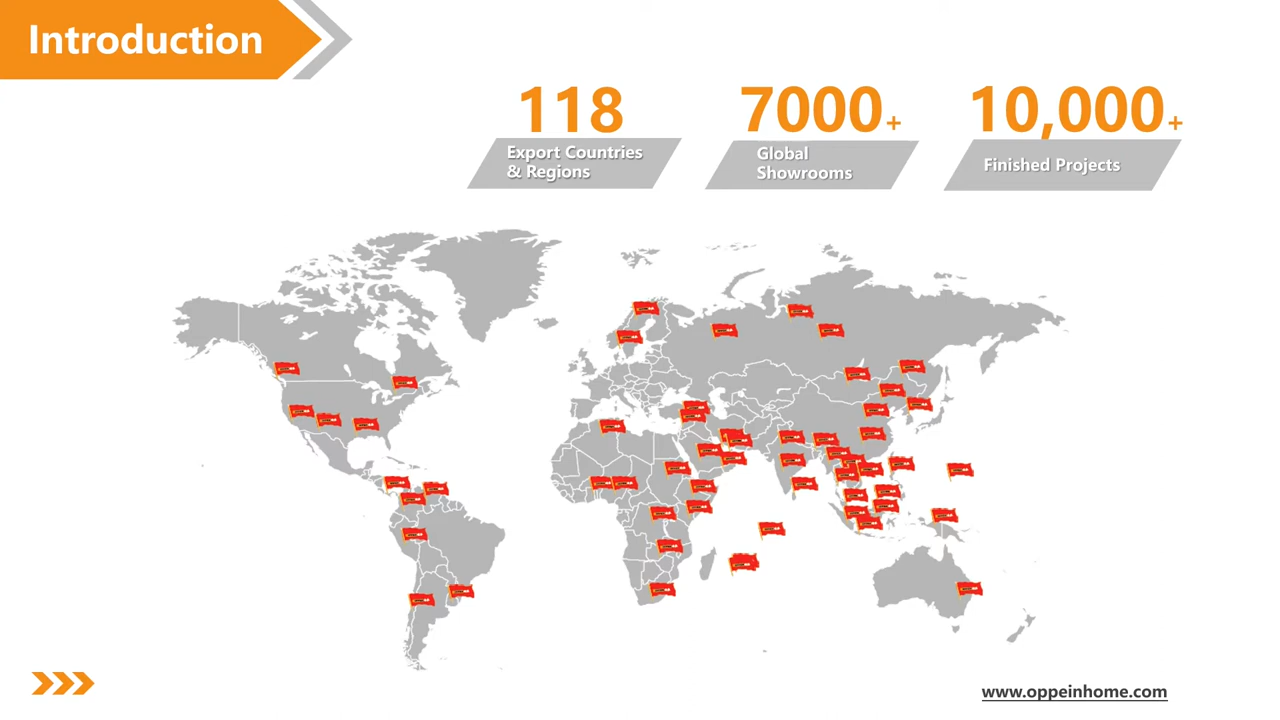 Introduction
118
Export Countries
& Regions
7000+
Global
Showrooms
10,000+
Finished Projects
www.oppeinhome.com